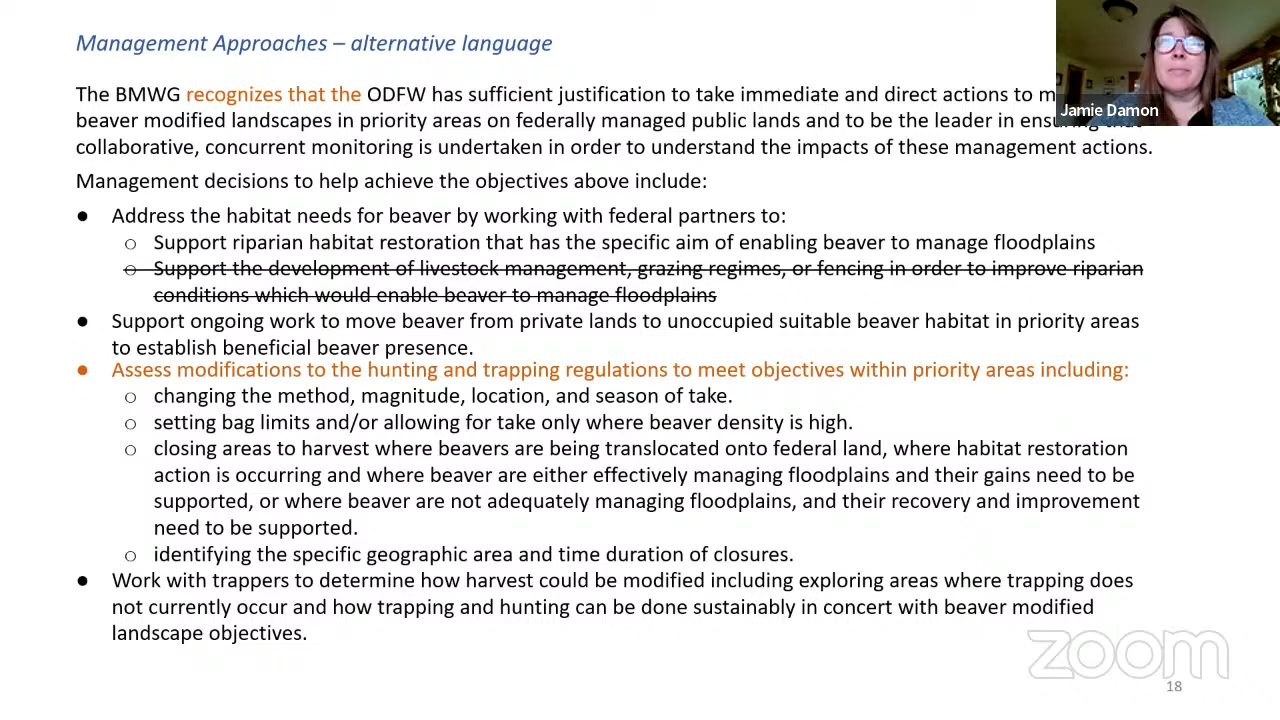 Management Approaches – alternative language
The BMWG recognizes that the ODFW has sufficient justification to take immediate and direct actions to m
beaver modified landscapes in priority areas on federally managed public lands and to be the leader in ensuring that
collaborative, concurrent monitoring is undertaken in order to understand the impacts of these management actions.
Management decisions to help achieve the objectives above include:
● Address the habitat needs for beaver by working with federal partners to:
○ Support riparian habitat restoration that has the specific aim of enabling beaver to manage floodplains
○ Support the development of livestock management, grazing regimes, or fencing in order to improve riparian
conditions which would enable beaver to manage floodplains
● Support ongoing work to move beaver from private lands to unoccupied suitable beaver habitat in priority areas
to establish beneficial beaver presence.
● Assess modifications to the hunting and trapping regulations to meet objectives within priority areas including:
○ changing the method, magnitude, location, and season of take.
○ setting bag limits and/or allowing for take only where beaver density is high.
○ closing areas to harvest where beavers are being translocated onto federal land, where habitat restoration
action is occurring and where beaver are either effectively managing floodplains and their gains need to be
supported, or where beaver are not adequately managing floodplains, and their recovery and improvement
need to be supported.
○ identifying the specific geographic area and time duration of closures.
● Work with trappers to determine how harvest could be modified including exploring areas where trapping does
not currently occur and how trapping and hunting can be done sustainably in concert with beaver modified
landscape objectives.
Jamie Damon
zoom
18